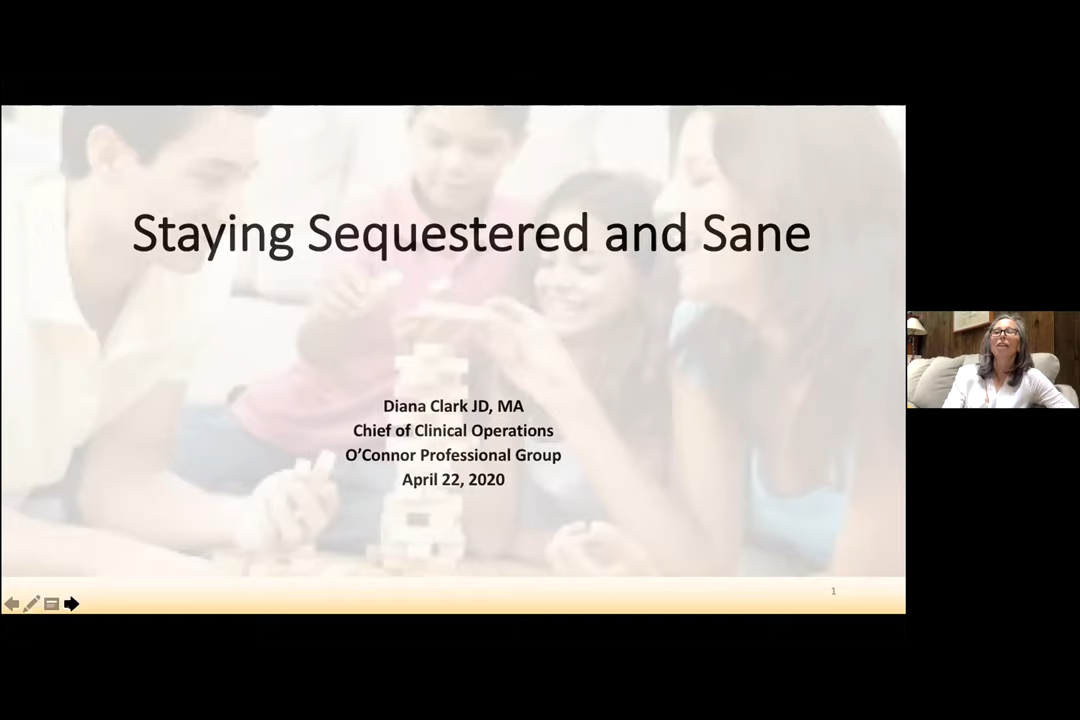 Staying Sequestered and Sane
Diana Clark JD, MA
Chief of Clinical Operations
O’Connor Professional Group
April 22, 2020
1